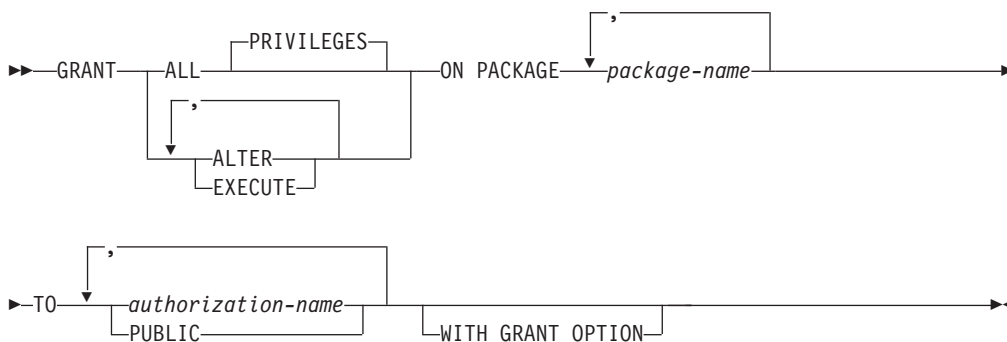 ,
PRIVILEGES
GRANT ALL ON PACKAGE package-name
,
ALTER
EXECUTE
,
TO authorization-name
PUBLIC WITH GRANT OPTION